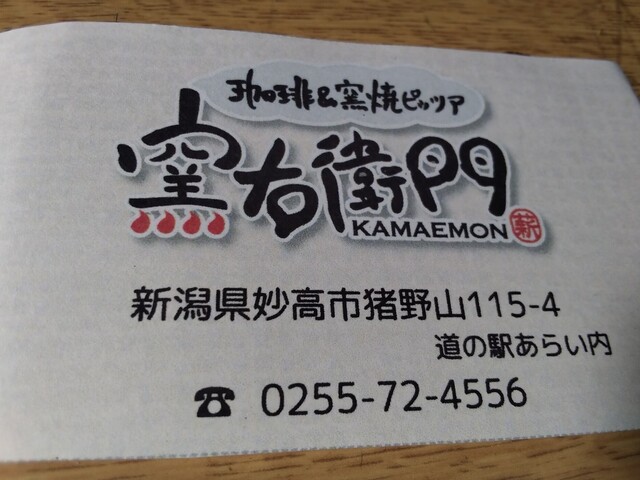 珈琲&窯焼ピッツァ
窯右衛門
KAMAEMON
薪
新潟県妙高市猪野山115-4
道の駅あらい内
☎ 0255-72-4556